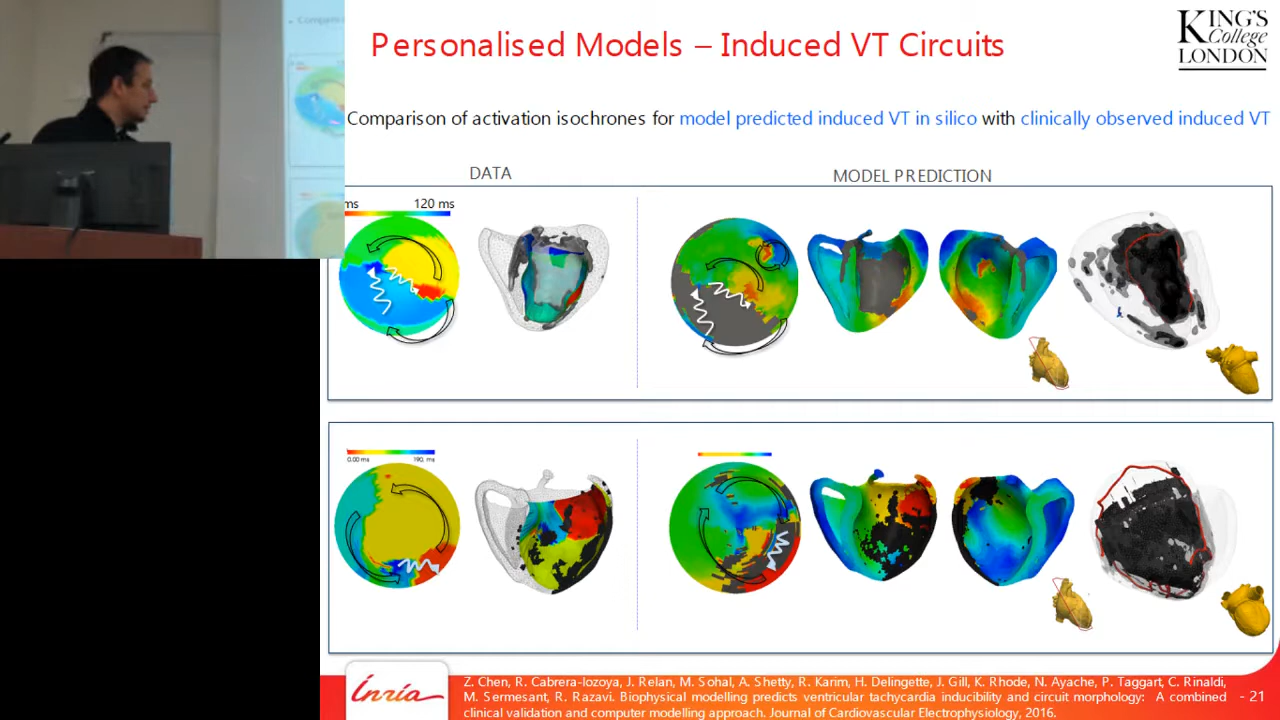 Personalised Models – Induced VT Circuits
KING'S
College
LONDON
Comparison of activation isochrones for model predicted induced VT in silico with clinically observed induced VT
DATA
MODEL PREDICTION
ms 120 ms
0.00 ms 190. ms
Inria
Z. Chen, R. Cabrera-lozoya, J. Relan, M. Sohal, A. Shetty, R. Karim, H. Delingette, J. Gill, K. Rhode, N. Ayache, P. Taggart, C. Rinaldi,
M. Sermesant, R. Razavi. Biophysical modelling predicts ventricular tachycardia inducibility and circuit morphology: A combined
clinical validation and computer modelling approach. Journal of Cardiovascular Electrophysiology, 2016.
- 21